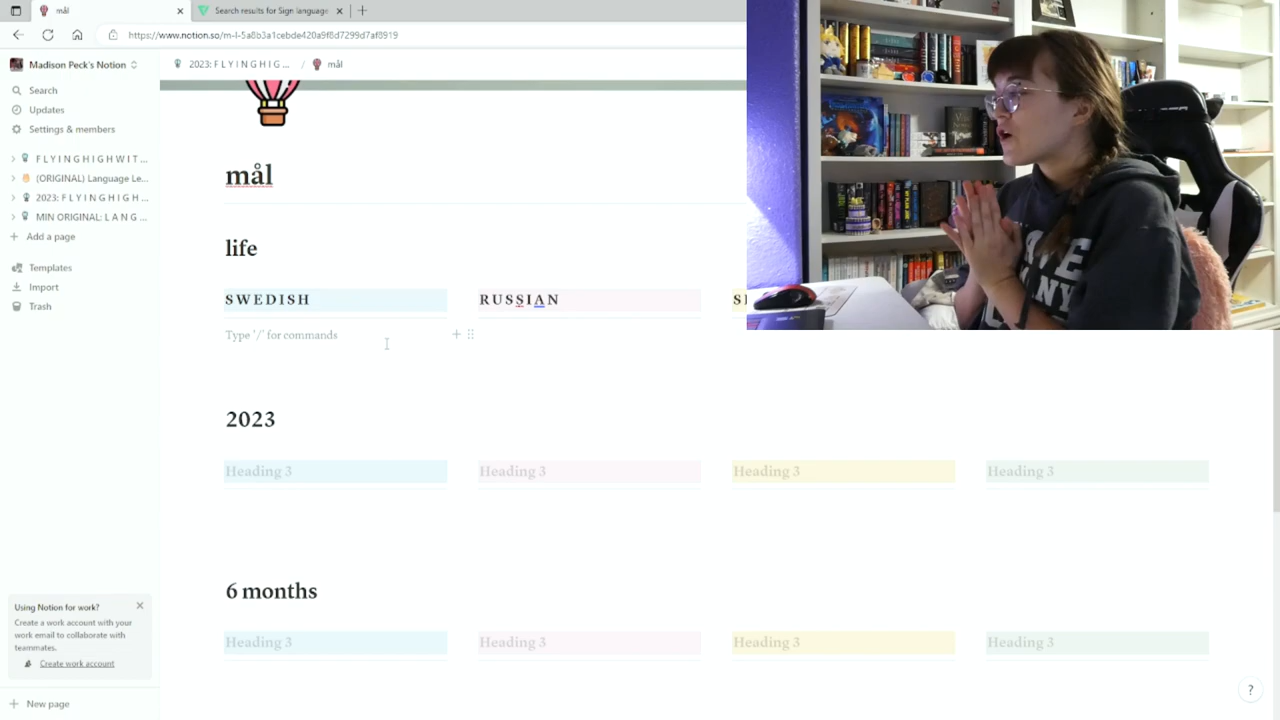 mål
Search results for Sign language
https://www.notion.so/m-l-5a8b3a1cebde420a9f8d7299d7af8919
Madison Peck's Notion
2023: F L Y I N G H I G ... / mål
Search
Updates
Settings & members
F L Y I N G H I G H W I T ...
(ORIGINAL) Language Le...
2023: F L Y I N G H I G H ...
MIN ORIGINAL: L A N G ...
Add a page
Templates
Import
Trash
mål
life
SWEDISH
RUSSIAN
Type '/' for commands
2023
Heading 3
Heading 3
Heading 3
Heading 3
6 months
Heading 3
Heading 3
Heading 3
Heading 3
Using Notion for work?
Create a work account with your
work email to collaborate with
teammates.
Create work account
New page
?